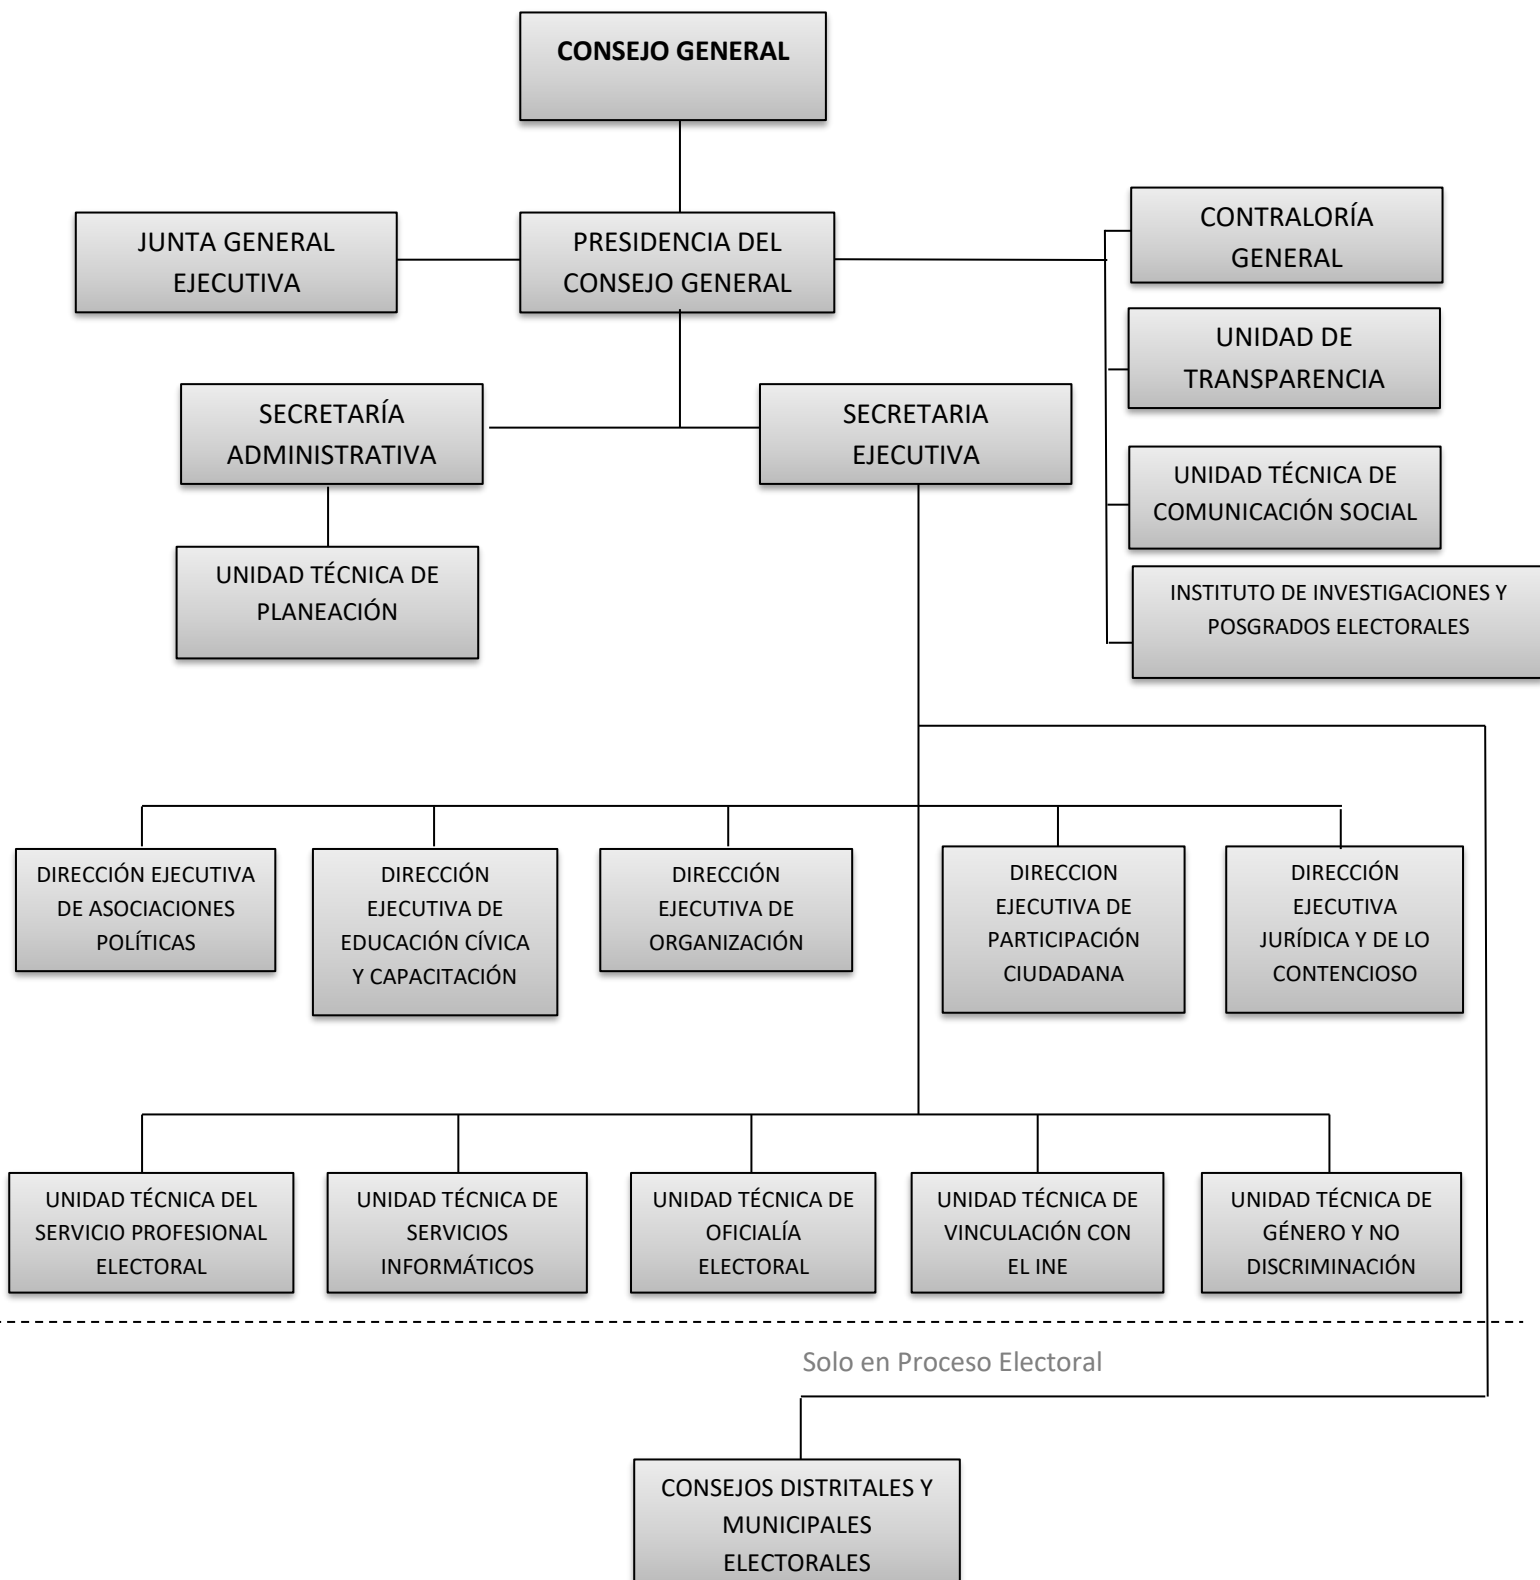 CONSEJO GENERAL
JUNTA GENERAL
EJECUTIVA
PRESIDENCIA DEL
CONSEJO GENERAL
CONTRALORÍA
GENERAL
UNIDAD DE
TRANSPARENCIA
SECRETARÍA
ADMINISTRATIVA
SECRETARIA
EJECUTIVA
UNIDAD TÉCNICA DE
COMUNICACIÓN SOCIAL
UNIDAD TÉCNICA DE
PLANEACIÓN
INSTITUTO DE INVESTIGACIONES Y
POSGRADOS ELECTORALES
DIRECCIÓN EJECUTIVA
DE ASOCIACIONES
POLÍTICAS
DIRECCIÓN
EJECUTIVA DE
EDUCACIÓN CÍVICA
Y CAPACITACIÓN
DIRECCIÓN
EJECUTIVA DE
ORGANIZACIÓN
DIRECCION
EJECUTIVA DE
PARTICIPACIÓN
CIUDADANA
DIRECCIÓN
EJECUTIVA
JURÍDICA Y DE LO
CONTENCIOSO
UNIDAD TÉCNICA DEL
SERVICIO PROFESIONAL
ELECTORAL
UNIDAD TÉCNICA DE
SERVICIOS
INFORMÁTICOS
UNIDAD TÉCNICA DE
OFICIALÍA
ELECTORAL
UNIDAD TÉCNICA DE
VINCULACIÓN CON
EL INE
UNIDAD TÉCNICA DE
GÉNERO Y NO
DISCRIMINACIÓN
Solo en Proceso Electoral
CONSEJOS DISTRITALES Y
MUNICIPALES
ELECTORALES